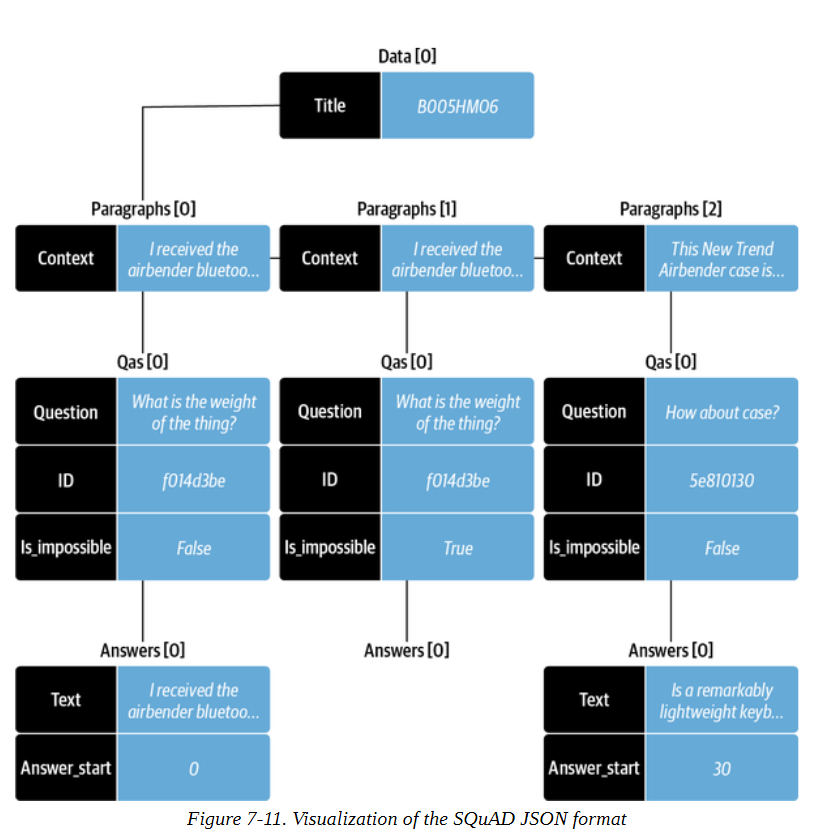 Data [0]
Title
B005HMO6
Paragraphs [0]
Paragraphs [1]
Paragraphs [2]
Context
I received the
airbender bluetoo...
Context
I received the
airbender bluetoo...
Context
This New Trend
Airbender case is...
Qas [0]
Qas [0]
Qas [0]
Question
What is the weight
of the thing?
Question
What is the weight
of the thing?
Question
How about case?
ID
f014d3be
ID
f014d3be
ID
5e810130
Is_impossible
False
Is_impossible
True
Is_impossible
False
Answers [0]
Answers [0]
Answers [0]
Text
I received the
airbender bluetoo...
Text
Is a remarkably
lightweight keyb...
Answer_start
0
Answer_start
30
Figure 7-11. Visualization of the SQuAD JSON format